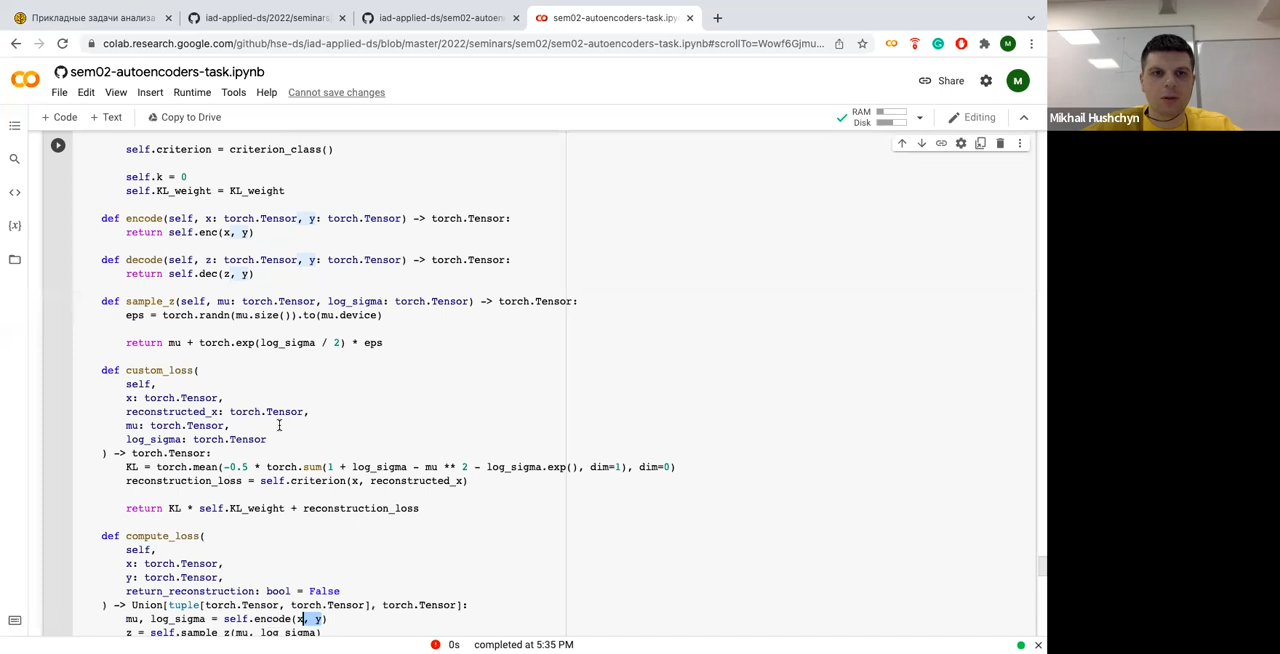 Прикладные задачи анализа
iad-applied-ds/2022/seminars
iad-applied-ds/sem02-autoen
sem02-autoencoders-task.ipy
colab.research.google.com/github/hse-ds/iad-applied-ds/blob/master/2022/seminars/sem02/sem02-autoencoders-task.ipynb#scrollTo=Wowf6Gjmu...
M
sem02-autoencoders-task.ipynb
File Edit View Insert Runtime Tools Help Cannot save changes
Share
M
+ Code + Text Copy to Drive
RAM
Disk
Editing
self.criterion = criterion_class()
self.k = 0
self.KL_weight = KL_weight
def encode(self, x: torch.Tensor, y: torch.Tensor) -> torch.Tensor:
return self.enc(x, y)
def decode(self, z: torch.Tensor, y: torch.Tensor) -> torch.Tensor:
return self.dec(z, y)
def sample_z(self, mu: torch.Tensor, log_sigma: torch.Tensor) -> torch.Tensor:
eps = torch.randn(mu.size()).to(mu.device)
return mu + torch.exp(log_sigma / 2) * eps
def custom_loss(
self,
x: torch.Tensor,
reconstructed_x: torch.Tensor,
mu: torch.Tensor,
log_sigma: torch.Tensor
) -> torch.Tensor:
KL = torch.mean(-0.5 * torch.sum(1 + log_sigma - mu ** 2 - log_sigma.exp(), dim=1), dim=0)
reconstruction_loss = self.criterion(x, reconstructed_x)
return KL * self.KL_weight + reconstruction_loss
def compute_loss(
self,
x: torch.Tensor,
y: torch.Tensor,
return_reconstruction: bool = False
) -> Union[tuple[torch.Tensor, torch.Tensor], torch.Tensor]:
mu, log_sigma = self.encode(x, y)
z = self.sample_z(mu, log_sigma)
0s completed at 5:35 PM
Mikhail Hushchyn